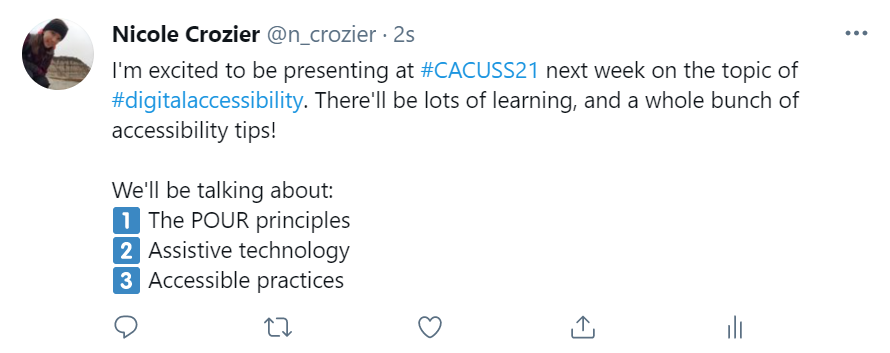 Nicole Crozier @n_crozier · 2s
I'm excited to be presenting at #CACUSS21 next week on the topic of
#digitalaccessibility. There'll be lots of learning, and a whole bunch of
accessibility tips!
We'll be talking about:
1️⃣ The POUR principles
2️⃣ Assistive technology
3️⃣ Accessible practices